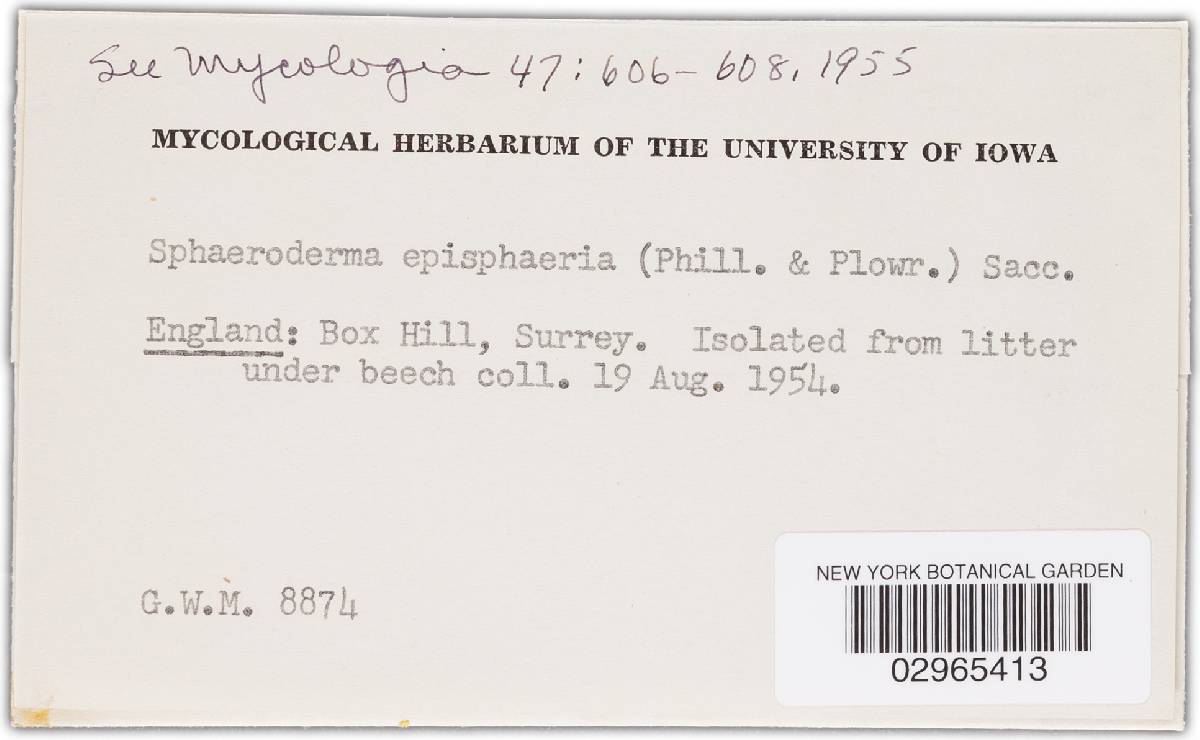 See Mycologia 47: 606-608, 1955
MYCOLOGICAL HERBARIUM OF THE UNIVERSITY OF IOWA
Sphaeroderma episphaeria (Phill. & Plowr.) Sacc.
England: Box Hill, Surrey. Isolated from litter
under beech coll. 19 Aug. 1954.
G.W.M. 8874
NEW YORK BOTANICAL GARDEN
02965413